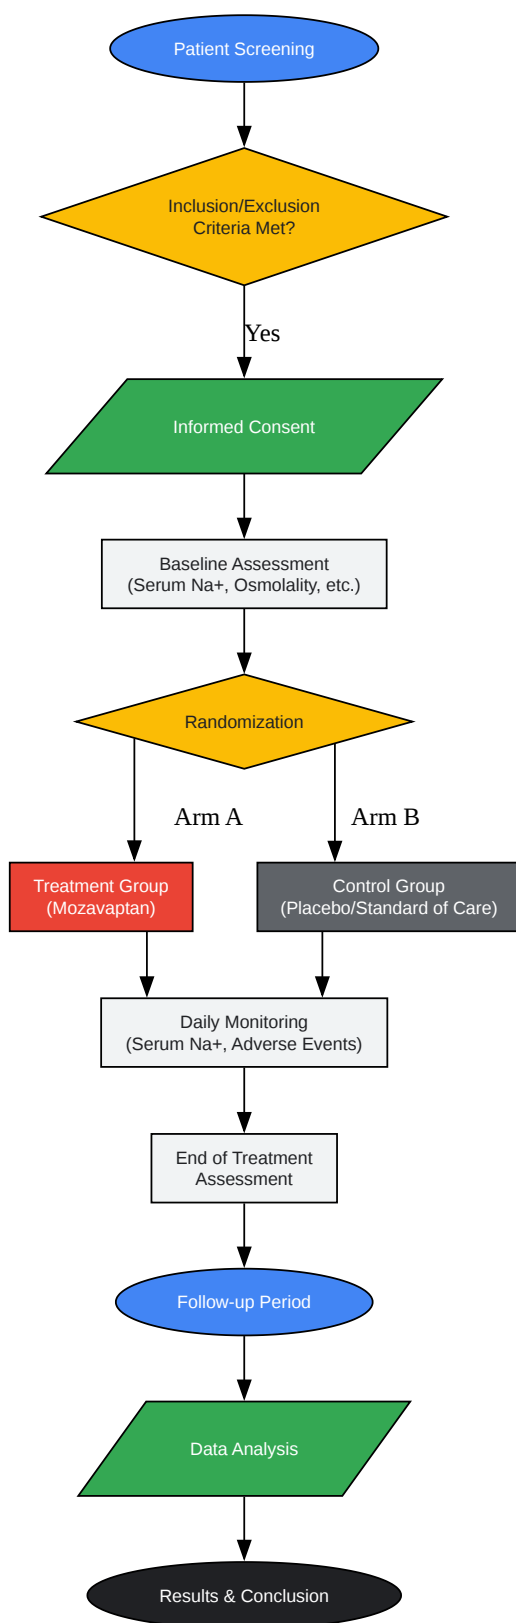 Patient Screening
Inclusion/Exclusion
Criteria Met?
Yes
Informed Consent
Baseline Assessment
(Serum Na+, Osmolality, etc.)
Randomization
Arm A
Arm B
Treatment Group
(Mozavaptan)
Control Group
(Placebo/Standard of Care)
Daily Monitoring
(Serum Na+, Adverse Events)
End of Treatment
Assessment
Follow-up Period
Data Analysis
Results & Conclusion